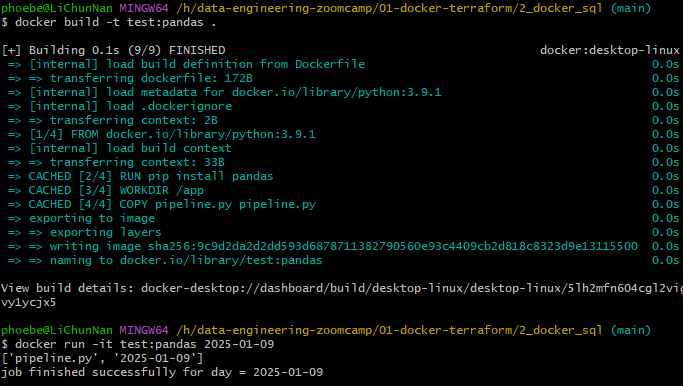 phoebe@LiChunNan MINGW64 /h/data-engineering-zoomcamp/01-docker-terraform/2_docker_sql (main)
$ docker build -t test:pandas .
[+] Building 0.1s (9/9) FINISHED docker:desktop-linux
=> [internal] load build definition from Dockerfile 0.0s
=> => transferring dockerfile: 172B 0.0s
=> [internal] load metadata for docker.io/library/python:3.9.1 0.0s
=> [internal] load .dockerignore 0.0s
=> => transferring context: 2B 0.0s
=> [1/4] FROM docker.io/library/python:3.9.1 0.0s
=> [internal] load build context 0.0s
=> => transferring context: 33B 0.0s
=> CACHED [2/4] RUN pip install pandas 0.0s
=> CACHED [3/4] WORKDIR /app 0.0s
=> CACHED [4/4] COPY pipeline.py pipeline.py 0.0s
=> exporting to image 0.0s
=> => exporting layers 0.0s
=> => writing image sha256:9c9d2da2d2dd593d6878711382790560e93c4409cb2d818c8323d9e13115500 0.0s
=> => naming to docker.io/library/test:pandas 0.0s
View build details: docker-desktop://dashboard/build/desktop-linux/desktop-linux/5lh2mfn604cgl2vig
vy1ycjx5
phoebe@LiChunNan MINGW64 /h/data-engineering-zoomcamp/01-docker-terraform/2_docker_sql (main)
$ docker run -it test:pandas 2025-01-09
['pipeline.py', '2025-01-09']
job finished successfully for day = 2025-01-09